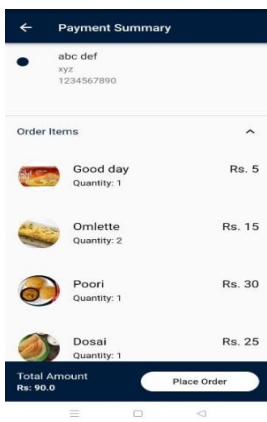 Payment Summary
abc def
xyz
1234567890
Order Items
Good day
Rs. 5
Quantity: 1
Omlette
Rs. 15
Quantity: 2
Poori
Rs. 30
Quantity: 1
Dosai
Rs. 25
Quantity: 1
Total Amount
Rs: 90.0
Place Order